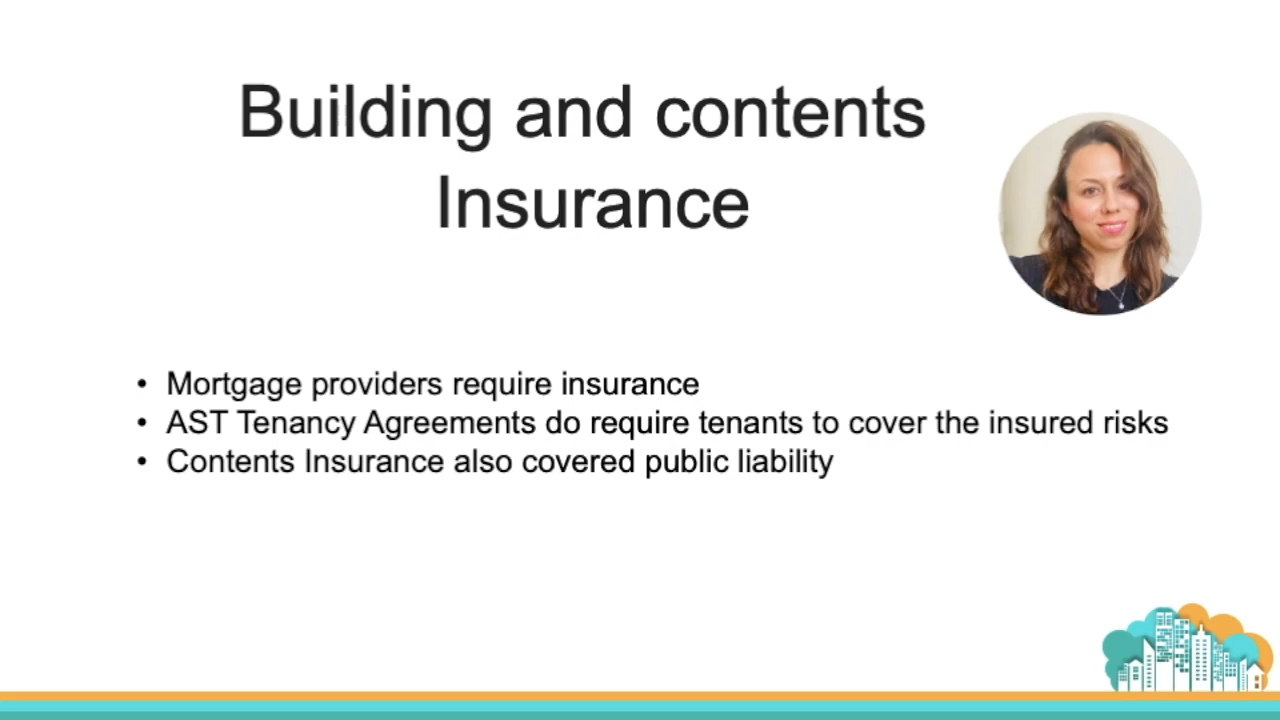 Building and contents
Insurance
• Mortgage providers require insurance
• AST Tenancy Agreements do require tenants to cover the insured risks
• Contents Insurance also covered public liability